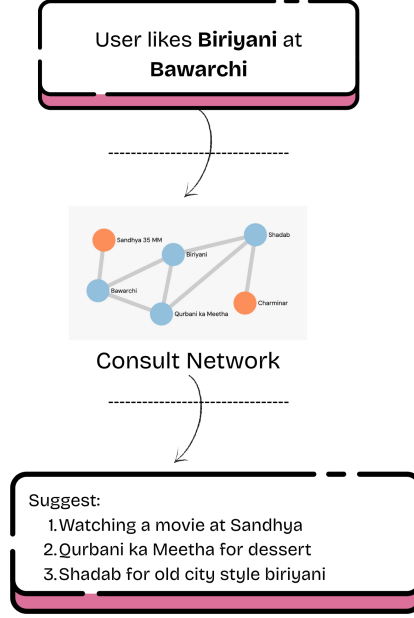 User likes Biriyani at
Bawarchi
Sandhya 35 MM
Shadab
Biriyani
Bawarchi
Charminar
Qurbani ka Meetha
Consult Network
Suggest:
1.Watching a movie at Sandhya
2.Qurbani ka Meetha for dessert
3.Shadab for old city style biriyani